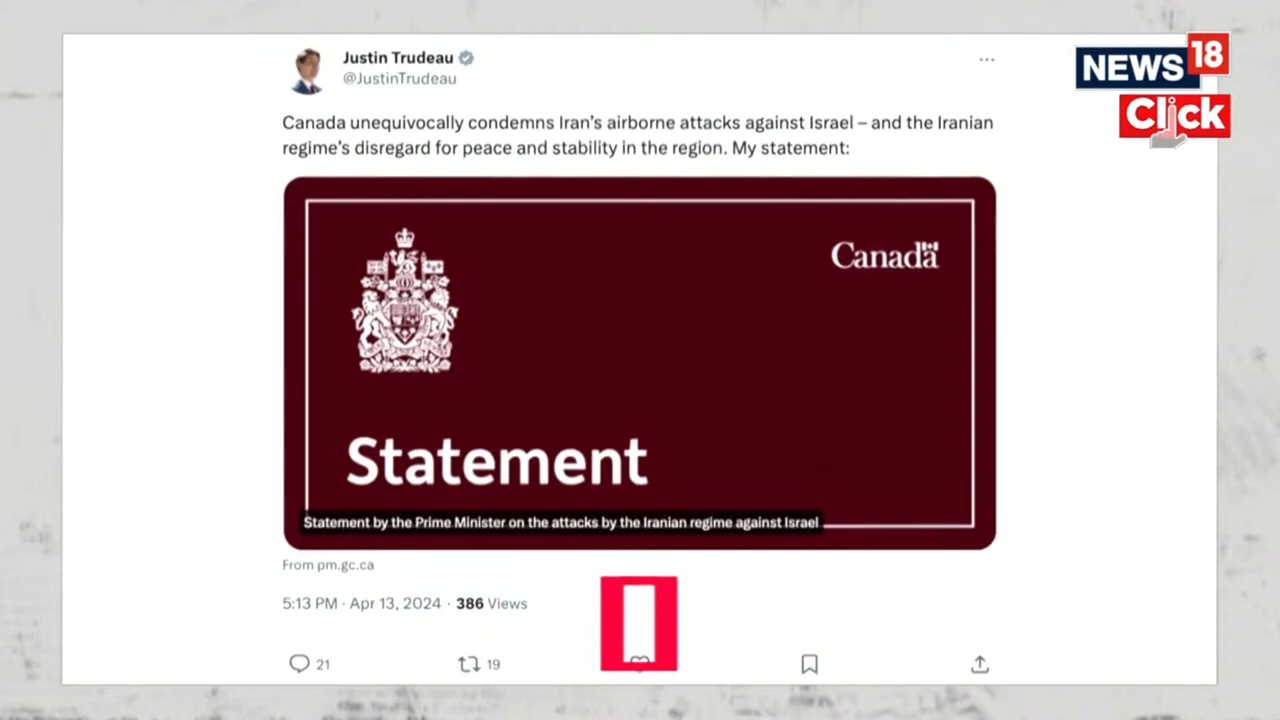 Justin Trudeau
@JustinTrudeau
NEWS 18
Click
Canada unequivocally condemns Iran's airborne attacks against Israel – and the Iranian
regime's disregard for peace and stability in the region. My statement:
Canada
Statement
Statement by the Prime Minister on the attacks by the Iranian regime against Israel
From pm.gc.ca
5:13 PM · Apr 13, 2024 · 386 Views
21
19